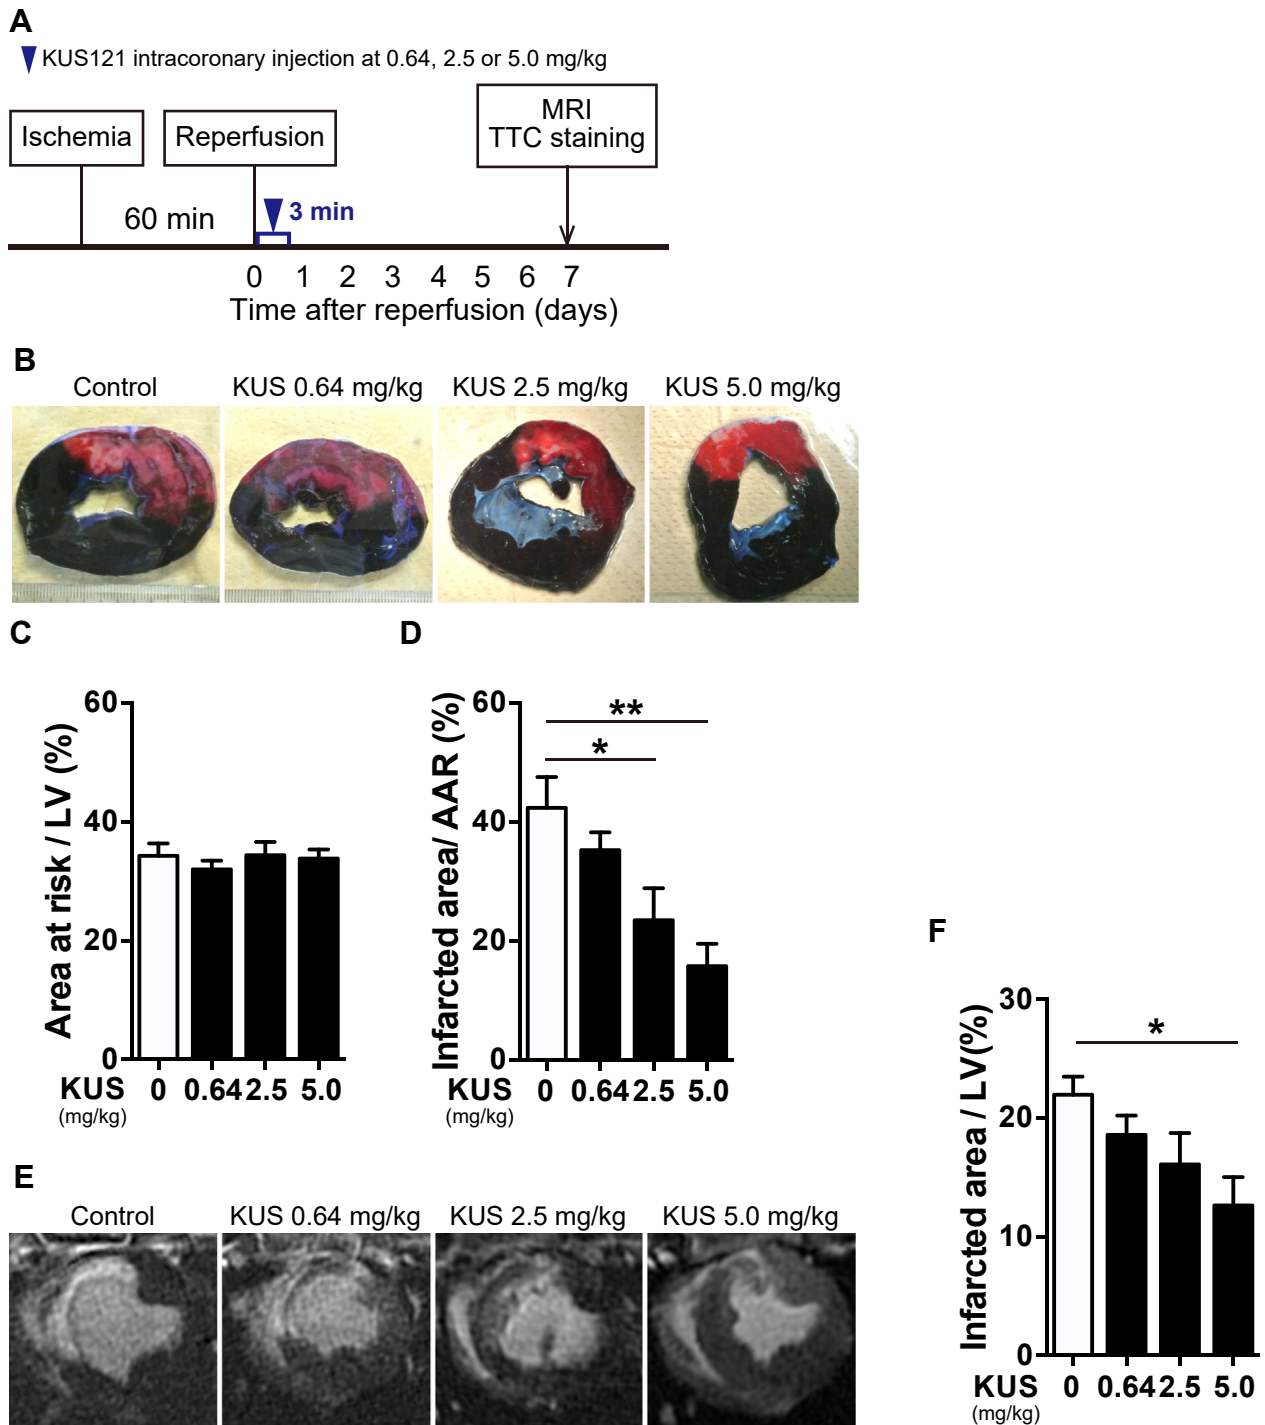 A
KUS121 intracoronary injection at 0.64, 2.5 or 5.0 mg/kg
Ischemia
Reperfusion
MRI
TTC staining
60 min
3 min
0 1 2 3 4 5 6 7
Time after reperfusion (days)
B
Control
KUS 0.64 mg/kg
KUS 2.5 mg/kg
KUS 5.0 mg/kg
C
Area at risk / LV (%)
60
40
20
0
KUS 0 0.64 2.5 5.0
(mg/kg)
D
Infarcted area/ AAR (%)
60
40
20
0
**
*
KUS 0 0.64 2.5 5.0
(mg/kg)
E
Control
KUS 0.64 mg/kg
KUS 2.5 mg/kg
KUS 5.0 mg/kg
F
Infarcted area / LV(%)
30
20
10
0
*
KUS 0 0.64 2.5 5.0
(mg/kg)